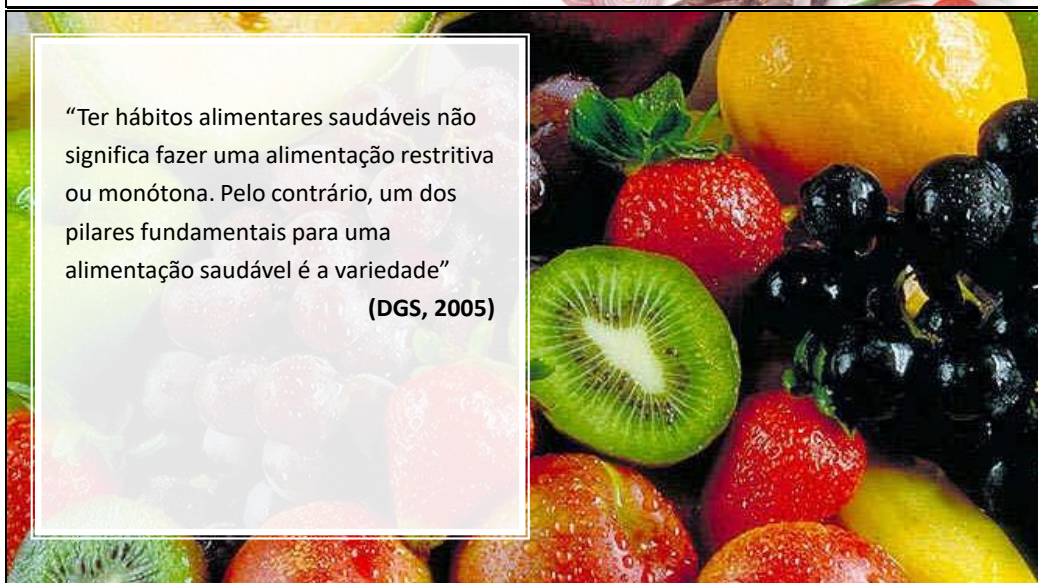 “Ter hábitos alimentares saudáveis não
significa fazer uma alimentação restritiva
ou monótona. Pelo contrário, um dos
pilares fundamentais para uma
alimentação saudável é a variedade”
(DGS, 2005)